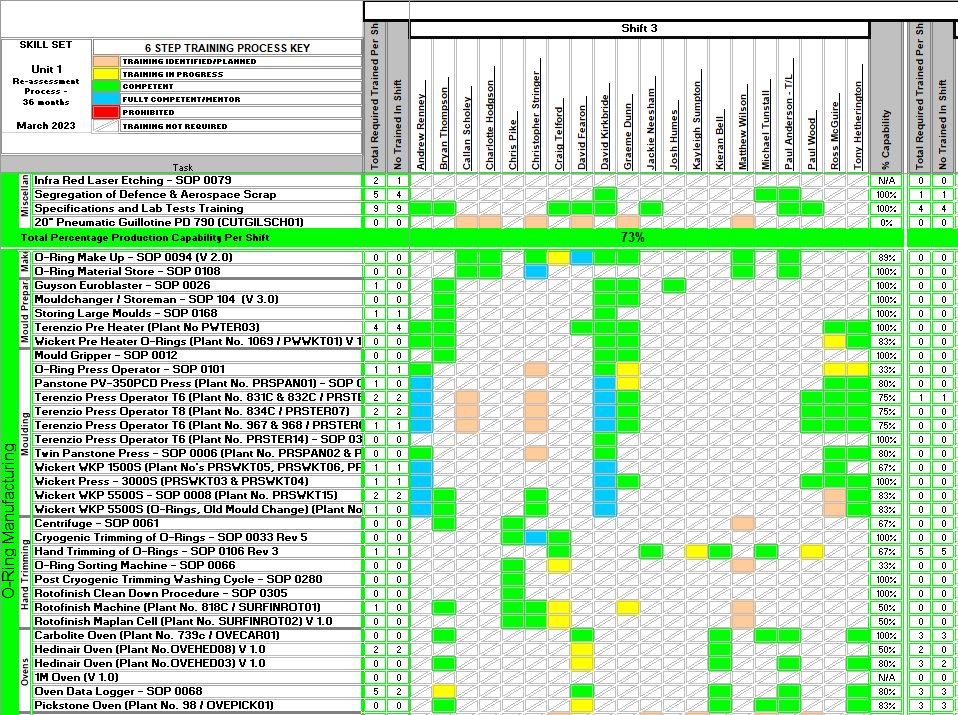 Shift 3
SKILL SET
6 STEP TRAINING PROCESS KEY
TRAINING IDENTIFIED/PLANNED
Unit 1
TRAINING IN PROGRESS
Re-assessment
COMPETENT
Process -
FULLY COMPETENT/MENTOR
36 months
PROHIBITED
March 2023
TRAINING NOT REQUIRED
Total Required Trained Per Sh
No Trained In Shift
Andrew Renney
Bryan Thompson
Callan Scholey
Charlotte Hodgson
Chris Pike
Christopher Stringer
Craig Telford
David Fearon
David Kirkbride
Graeme Dunn
Jackie Neesham
Josh Humes
Kayleigh Sumpton
Kieran Bell
Matthew Wilson
Michael Tunstall
Paul Anderson - T/L
Paul Wood
Ross McGuire
Tony Hetherington
% Capability
Total Required Trained Per Sh
No Trained In Shift
Task
Miscellan
Infra Red Laser Etching - SOP 0079 2 1 N/A 0 0
Segregation of Defence & Aerospace Scrap 5 4 100% 1 1
Specifications and Lab Tests Training 9 9 100% 4 4
20" Pneumatic Guillotine PD 790 (CUTGILSCH01) 0 0 0% 0 0
Total Percentage Production Capability Per Shift 73%
O-Ring Manufacturing
Make
O-Ring Make Up - SOP 0094 (V 2.0) 0 0 89% 0 0
O-Ring Material Store - SOP 0108 0 0 100% 0 0
Mould Prepar
Guyson Euroblaster - SOP 0026 1 0 100% 0 0
Mouldchanger / Storeman - SOP 104 (V 3.0) 0 0 100% 0 0
Storing Large Moulds - SOP 0168 1 1 100% 0 0
Terenzio Pre Heater (Plant No PWTER03) 4 4 100% 0 0
Wickert Pre Heater O-Rings (Plant No. 1069 / PWWKT01) V 1 0 0 83% 0 0
Moulding
Mould Gripper - SOP 0012 0 0 100% 0 0
O-Ring Press Operator - SOP 0101 1 1 33% 0 0
Panstone PV-350PCD Press (Plant No. PRSPAN01) - SOP 0 1 0 80% 0 0
Terenzio Press Operator T6 (Plant No. 831C & 832C / PRSTE 2 2 75% 1 1
Terenzio Press Operator T8 (Plant No. 834C / PRSTER07) 2 2 75% 0 0
Terenzio Press Operator T6 (Plant No. 967 & 968 / PRSTER0 1 1 75% 0 0
Terenzio Press Operator T6 (Plant No. PRSTER14) - SOP 03 0 0 100% 0 0
Twin Panstone Press - SOP 0006 (Plant No. PRSPAN02 & P 0 0 80% 0 0
Wickert WKP 1500S (Plant No's PRSWKT05, PRSWKT06, PF 1 1 67% 0 0
Wickert Press - 3000S (PRSWKT03 & PRSWKT04) 1 1 100% 0 0
Wickert WKP 5500S - SOP 0008 (Plant No. PRSWKT15) 2 2 83% 0 0
Wickert WKP 5500S (O-Rings, Old Mould Change) (Plant No 0 0 83% 0 0
Hand Trimming
Centrifuge - SOP 0061 0 0 67% 0 0
Cryogenic Trimming of O-Rings - SOP 0033 Rev 5 0 0 100% 0 0
Hand Trimming of O-Rings - SOP 0106 Rev 3 1 1 67% 5 5
O-Ring Sorting Machine - SOP 0066 0 0 33% 0 0
Post Cryogenic Trimming Washing Cycle - SOP 0280 0 0 100% 0 0
Rotofinish Clean Down Procedure - SOP 0305 0 0 100% 0 0
Rotofinish Machine (Plant No. 818C / SURFINROT01) 1 0 50% 0 0
Rotofinish Maplan Cell (Plant No. SURFINROT02) V 1.0 0 0 50% 0 0
Ovens
Carbolite Oven (Plant No. 739c / OVECAR01) 0 0 100% 3 3
Hedinair Oven (Plant No.OVEHED08) V 1.0 2 2 50% 2 0
Hedinair Oven (Plant No.OVEHED03) V 1.0 0 0 80% 3 2
1M Oven (V 1.0) 0 0 N/A 0 0
Oven Data Logger - SOP 0068 5 2 80% 3 3
Pickstone Oven (Plant No. 98 / OVEPICK01) 0 0 83% 3 3